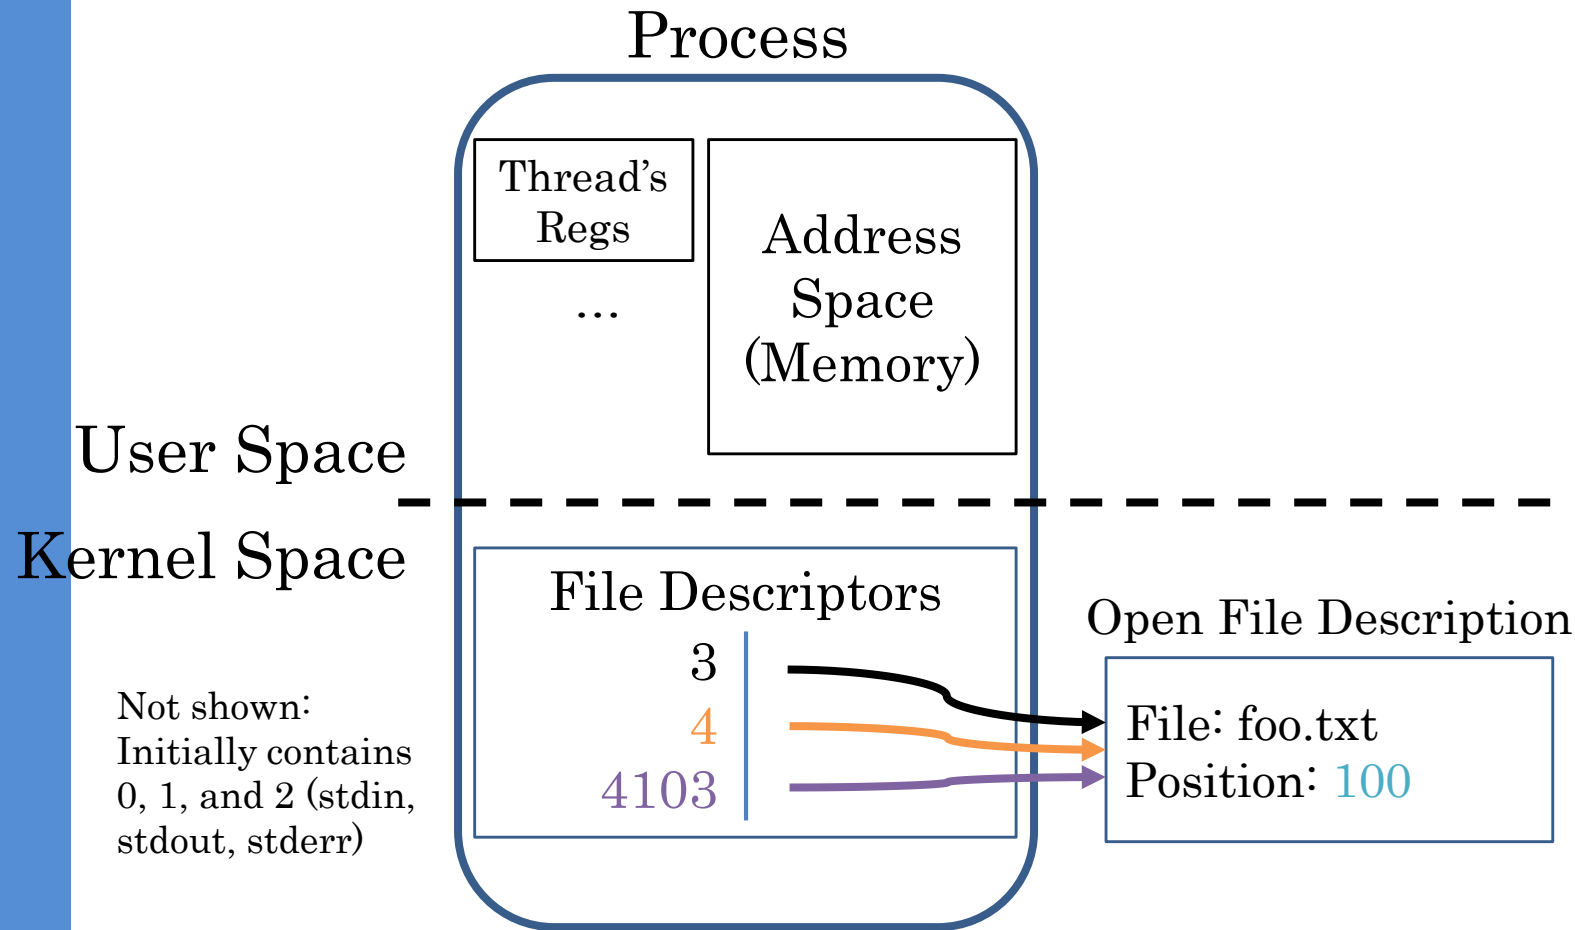 Process
Thread’s
Regs
…
Address
Space
(Memory)
User Space
Kernel Space
File Descriptors
3
4
4103
Not shown:
Initially contains
0, 1, and 2 (stdin,
stdout, stderr)
Open File Description
File: foo.txt
Position: 100